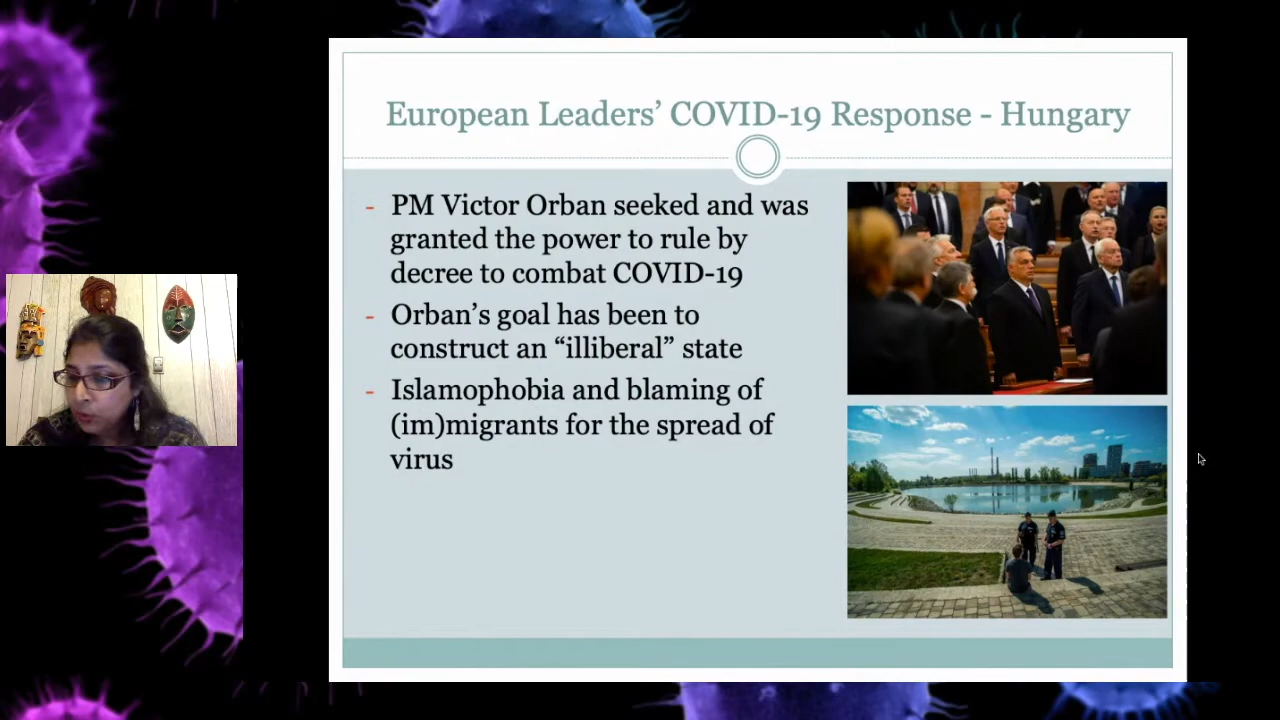 European Leaders’ COVID-19 Response - Hungary
- PM Victor Orban seeked and was
granted the power to rule by
decree to combat COVID-19
- Orban’s goal has been to
construct an “illiberal” state
- Islamophobia and blaming of
(im)migrants for the spread of
virus